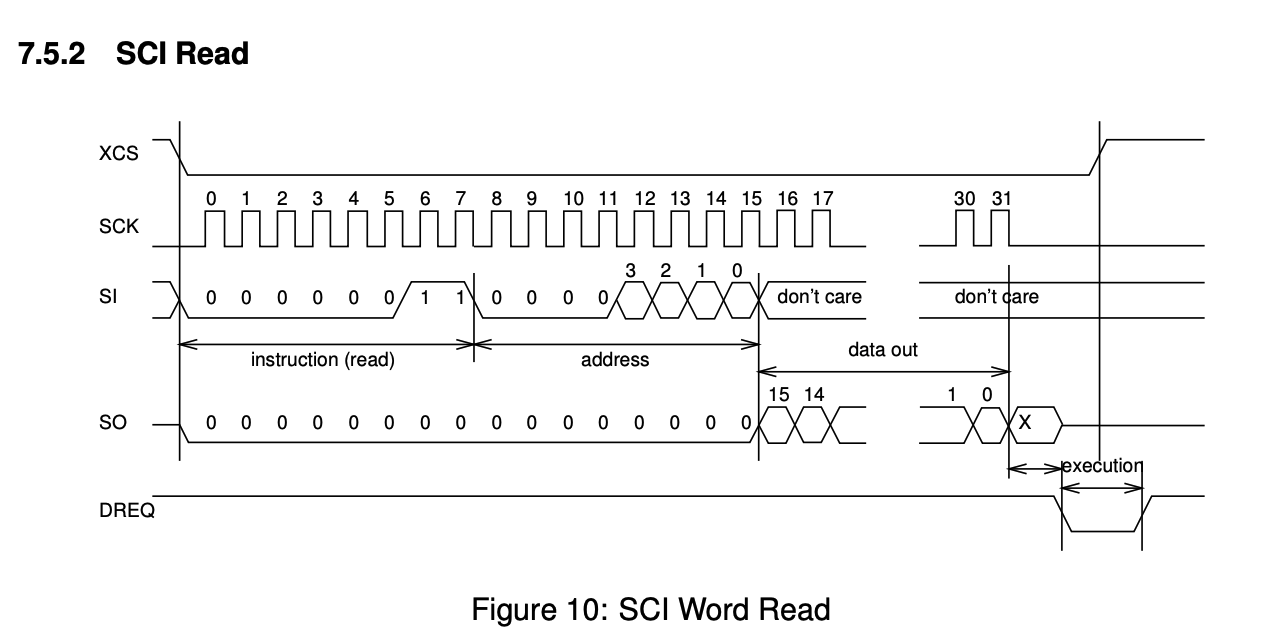 7.5.2 SCI Read
XCS
0 1 2 3 4 5 6 7 8 9 10 11 12 13 14 15 16 17 30 31
SCK
3 2 1 0
SI 0 0 0 0 0 0 1 1 0 0 0 0 don't care don't care
instruction (read) address data out
15 14 1 0
SO 0 0 0 0 0 0 0 0 0 0 0 0 0 0 0 0 X
execution
DREQ
Figure 10: SCI Word Read